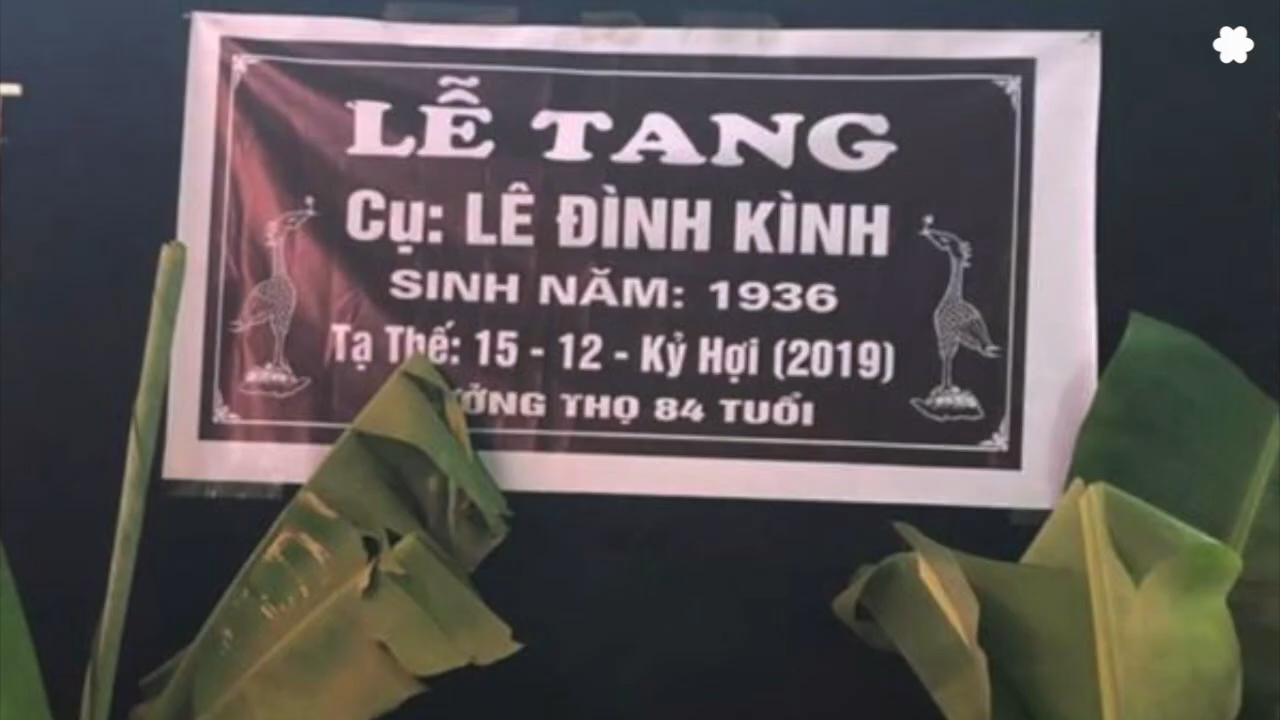 LỄ TANG
Cụ: LÊ ĐÌNH KÌNH
SINH NĂM: 1936
Tạ Thế: 15 - 12 - Kỷ Hợi (2019)
THỌ 84 TUỔI